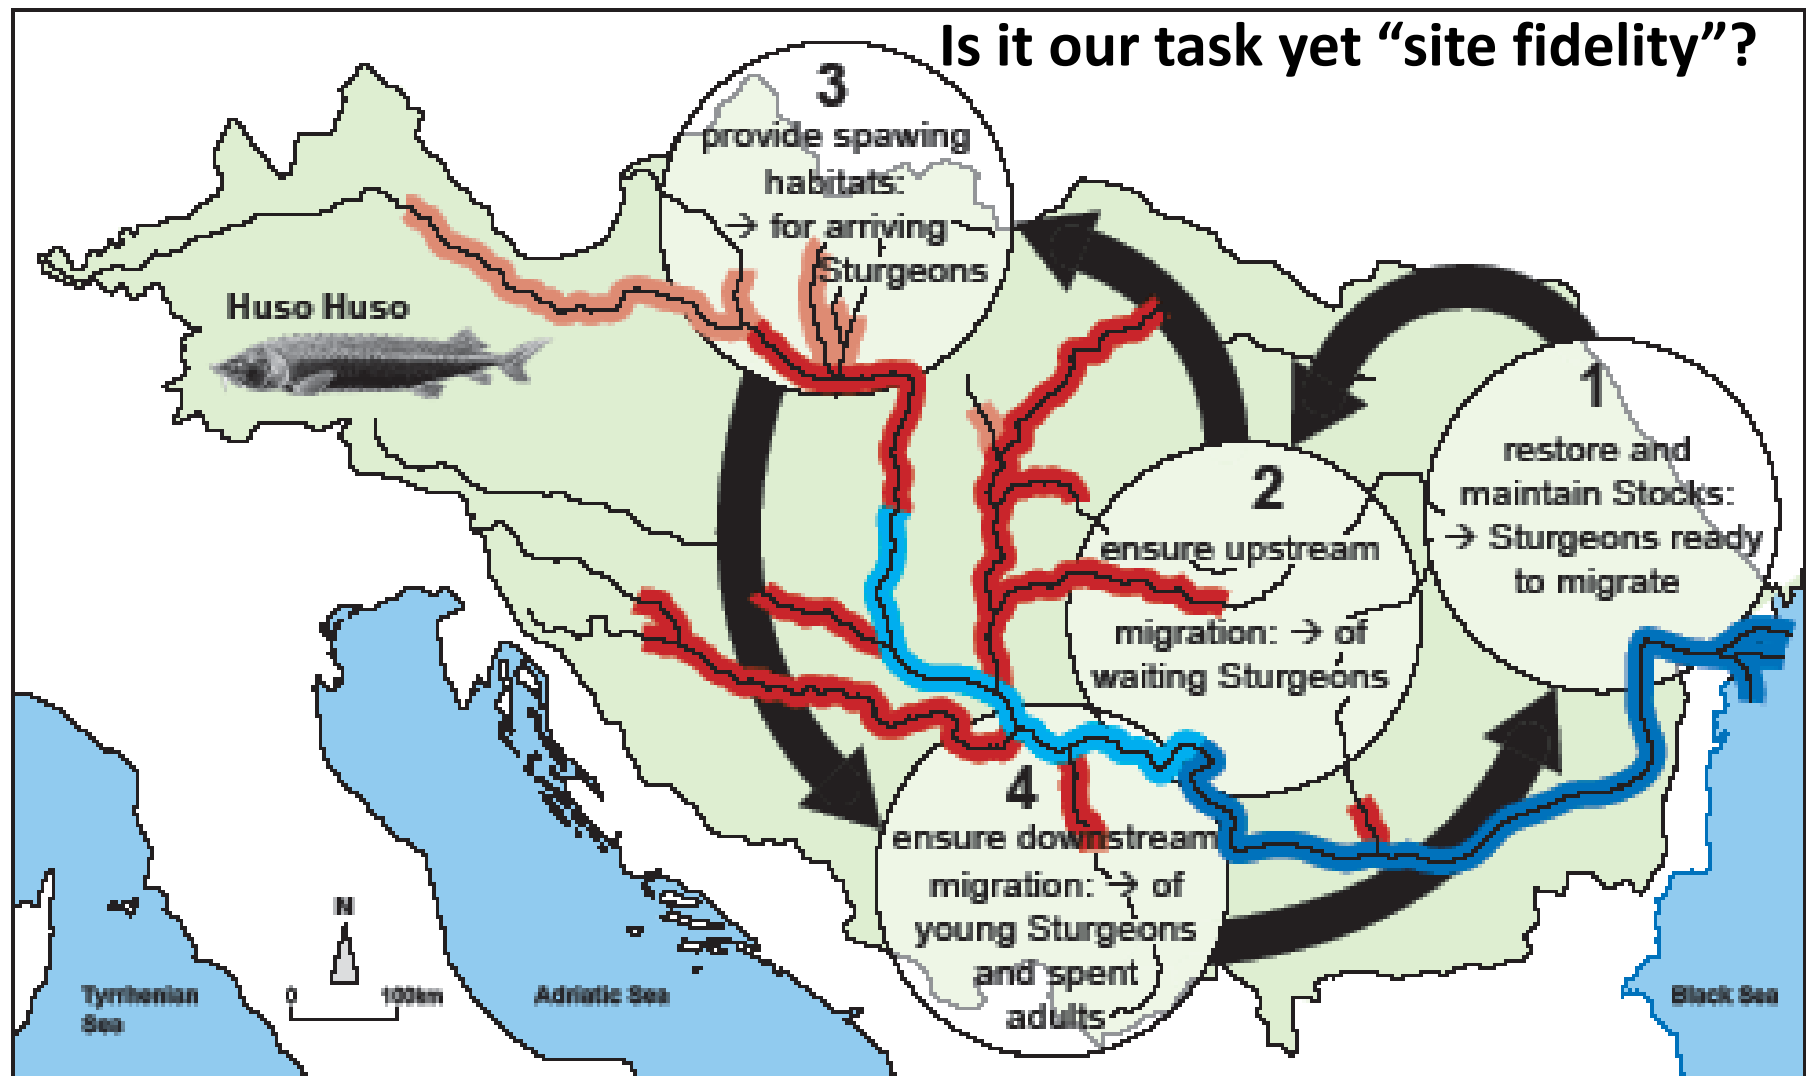 Is it our task yet “site fidelity”?
3
provide spawing
habitats:
→ for arriving
Sturgeons
Huso Huso
1
restore and
maintain Stocks:
→ Sturgeons ready
to migrate
2
ensure upstream
migration: → of
waiting Sturgeons
4
ensure downstream
migration: → of
young Sturgeons
and spent
adults
N
0 100km
Tyrrhenian
Sea
Adriatic Sea
Black Sea